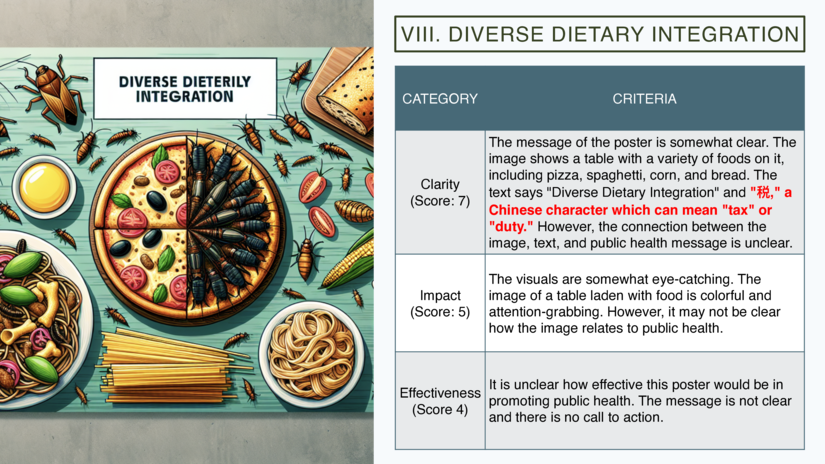 DIVERSE DIETERILY
INTEGRATION
VIII. DIVERSE DIETARY INTEGRATION
CATEGORY
CRITERIA
Clarity
(Score: 7)
The message of the poster is somewhat clear. The
image shows a table with a variety of foods on it,
including pizza, spaghetti, corn, and bread. The
text says "Diverse Dietary Integration" and "税," a
Chinese character which can mean "tax" or
"duty." However, the connection between the
image, text, and public health message is unclear.
Impact
(Score: 5)
The visuals are somewhat eye-catching. The
image of a table laden with food is colorful and
attention-grabbing. However, it may not be clear
how the image relates to public health.
Effectiveness
(Score 4)
It is unclear how effective this poster would be in
promoting public health. The message is not clear
and there is no call to action.